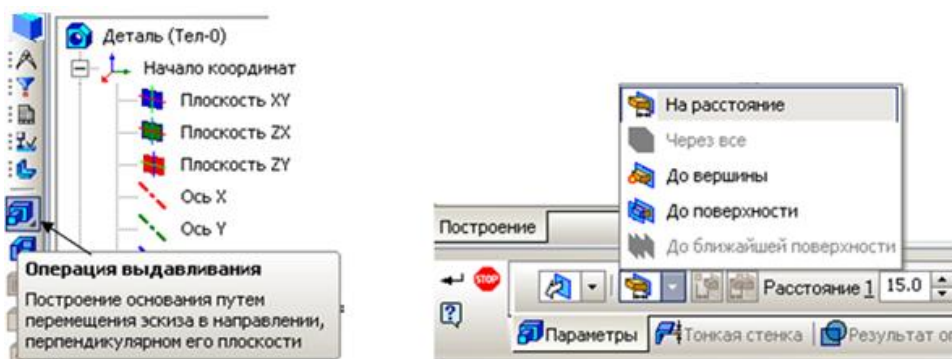 Деталь (Тел-0)
Начало координат
Плоскость XY
Плоскость ZX
Плоскость ZY
Ось X
Ось Y
Операция выдавливания
Построение основания путем
перемещения эскиза в направлении,
перпендикулярном его плоскости
На расстояние
Через все
До вершины
До поверхности
До ближайшей поверхности
Построение
STOP
Расстояние 1 15.0
Параметры Тонкая стенка Результат о